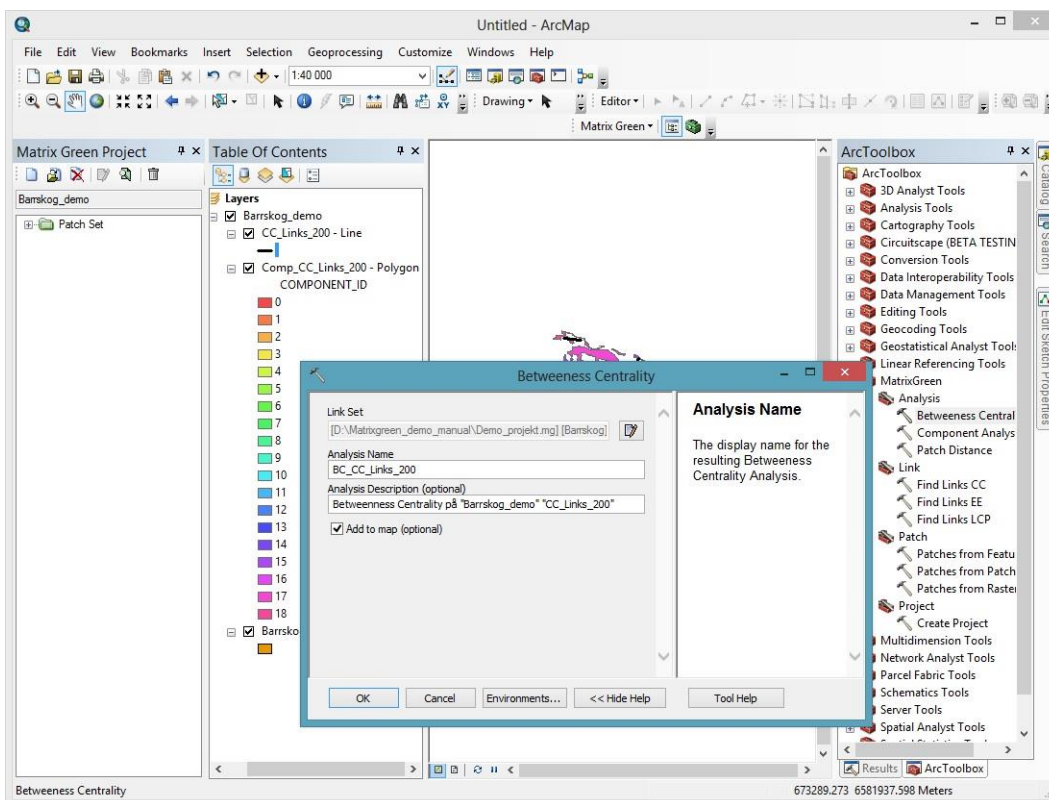 Untitled - ArcMap
File Edit View Bookmarks Insert Selection Geoprocessing Customize Windows Help
1:40 000
Drawing
Editor
Matrix Green
Matrix Green Project
Barrskog_demo
Patch Set
Table Of Contents
Layers
Barrskog_demo
CC_Links_200 - Line
Comp_CC_Links_200 - Polygon
COMPONENT_ID
0
1
2
3
4
5
6
7
8
9
10
11
12
13
14
15
16
17
18
Barrsko
Betweeness Centrality
Link Set
[D:\Matrixgreen_demo_manual\Demo_projekt.mg] [Barrskog]
Analysis Name
BC_CC_Links_200
Analysis Description (optional)
Betweenness Centrality på "Barrskog_demo" "CC_Links_200"
Add to map (optional)
OK Cancel Environments... << Hide Help
Analysis Name
The display name for the
resulting Betweeness
Centrality Analysis.
Tool Help
ArcToolbox
ArcToolbox
3D Analyst Tools
Analysis Tools
Cartography Tools
Circuitscape (BETA TESTIN
Conversion Tools
Data Interoperability Tools
Data Management Tools
Editing Tools
Geocoding Tools
Geostatistical Analyst Tools
Linear Referencing Tools
MatrixGreen
Analysis
Betweeness Central
Component Analys
Patch Distance
Link
Find Links CC
Find Links EE
Find Links LCP
Patch
Patches from Featu
Patches from Patch
Patches from Raster
Project
Create Project
Multidimension Tools
Network Analyst Tools
Parcel Fabric Tools
Schematics Tools
Server Tools
Spatial Analyst Tools
Results ArcToolbox
Catalog
Search
Edit Sketch Properties
Betweeness Centrality
673289.273 6581937.598 Meters